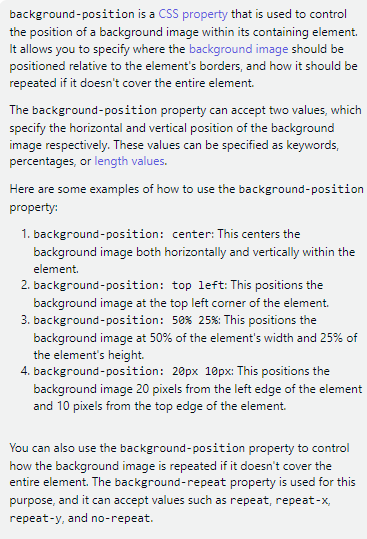 background-position is a CSS property that is used to control
the position of a background image within its containing element.
It allows you to specify where the background image should be
positioned relative to the element's borders, and how it should be
repeated if it doesn't cover the entire element.
The background-position property can accept two values, which
specify the horizontal and vertical position of the background
image respectively. These values can be specified as keywords,
percentages, or length values.
Here are some examples of how to use the background-position
property:
1. background-position: center: This centers the
background image both horizontally and vertically within the
element.
2. background-position: top left: This positions the
background image at the top left corner of the element.
3. background-position: 50% 25%: This positions the
background image at 50% of the element's width and 25% of
the element's height.
4. background-position: 20px 10px: This positions the
background image 20 pixels from the left edge of the element
and 10 pixels from the top edge of the element.
You can also use the background-position property to control
how the background image is repeated if it doesn't cover the
entire element. The background-repeat property is used for this
purpose, and it can accept values such as repeat, repeat-x,
repeat-y, and no-repeat.